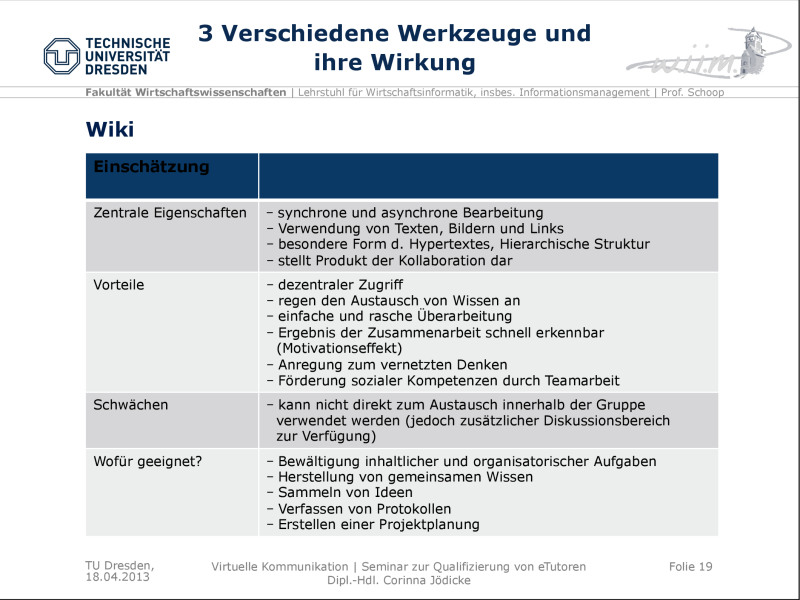 3 Verschiedene Werkzeuge und
ihre Wirkung
TECHNISCHE
UNIVERSITÄT
DRESDEN
wiim
Fakultät Wirtschaftswissenschaften | Lehrstuhl für Wirtschaftsinformatik, insbes. Informationsmanagement | Prof. Schoop
Wiki
Einschätzung
Zentrale Eigenschaften
– synchrone und asynchrone Bearbeitung
– Verwendung von Texten, Bildern und Links
– besondere Form d. Hypertextes, Hierarchische Struktur
– stellt Produkt der Kollaboration dar
Vorteile
– dezentraler Zugriff
– regen den Austausch von Wissen an
– einfache und rasche Überarbeitung
– Ergebnis der Zusammenarbeit schnell erkennbar
(Motivationseffekt)
– Anregung zum vernetzten Denken
– Förderung sozialer Kompetenzen durch Teamarbeit
Schwächen
– kann nicht direkt zum Austausch innerhalb der Gruppe
verwendet werden (jedoch zusätzlicher Diskussionsbereich
zur Verfügung)
Wofür geeignet?
– Bewältigung inhaltlicher und organisatorischer Aufgaben
– Herstellung von gemeinsamen Wissen
– Sammeln von Ideen
– Verfassen von Protokollen
– Erstellen einer Projektplanung
TU Dresden,
18.04.2013
Virtuelle Kommunikation | Seminar zur Qualifizierung von eTutoren
Dipl.-Hdl. Corinna Jödicke
Folie 19